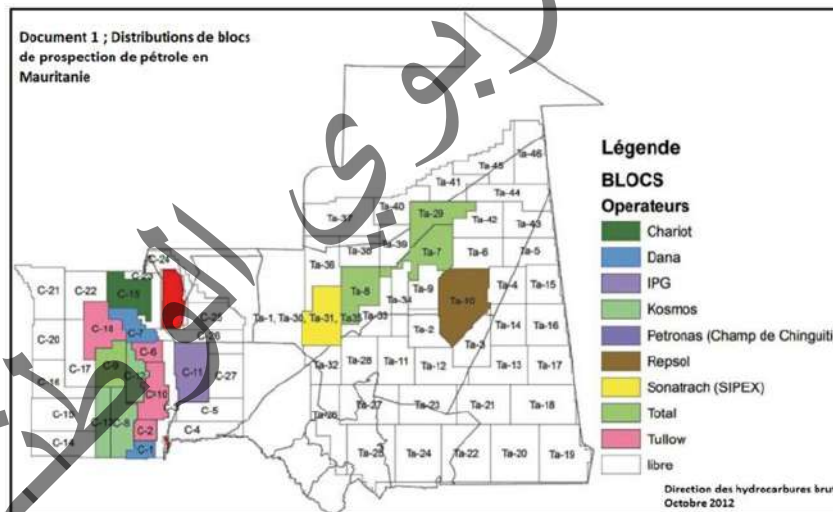 Document 1 ; Distributions de blocs
de prospection de pétrole en
Mauritanie
Ta-46
Ta-45
Ta-41
Ta-44
Ta-40
Ta-29
Ta-42
Ta-43
Ta-37
Ta-39
Ta-38
Ta-7
Ta-6
Ta-5
Ta-36
C-24
C-23
C-21
C-22
C-15
Ta-8
Ta-9
Ta-10
Ta-4
Ta-15
Ta-34
C-18
C-7
C-25
C-26
Ta-1, Ta-30, Ta-31, Ta35
Ta-33
Ta-2
Ta-14
Ta-16
Ta-3
C-20
C-6
C-9
C-17
C-11
C-27
Ta-32
Ta-28
Ta-11
Ta-12
Ta-13
Ta-17
C-10
C-5
C-4
C-14
C-8
C-2
C-1
Ta-27
Ta-23
Ta-21
Ta-18
Ta-25
Ta-24
Ta-22
Ta-20
Ta-19
Légende
BLOCS
Operateurs
Chariot
Dana
IPG
Kosmos
Petronas (Champ de Chinguiti
Repsol
Sonatrach (SIPEX)
Total
Tullow
libre
Direction des hydrocarbures brut
Octobre 2012